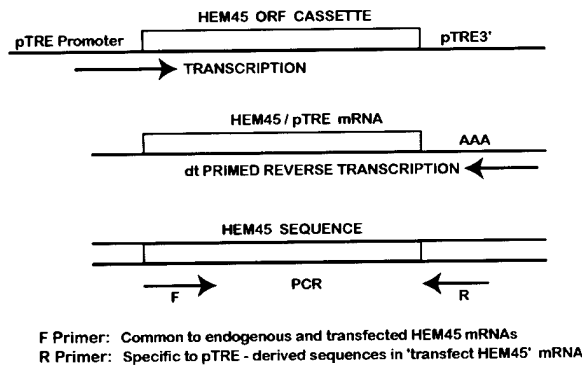 HEM45 ORF CASSETTE
pTRE Promoter
pTRE3'
TRANSCRIPTION
HEM45 / pTRE mRNA
AAA
dt PRIMED REVERSE TRANSCRIPTION
HEM45 SEQUENCE
F
PCR
R
F Primer: Common to endogenous and transfected HEM45 mRNAs
R Primer: Specific to pTRE - derived sequences in 'transfect HEM45' mRNA